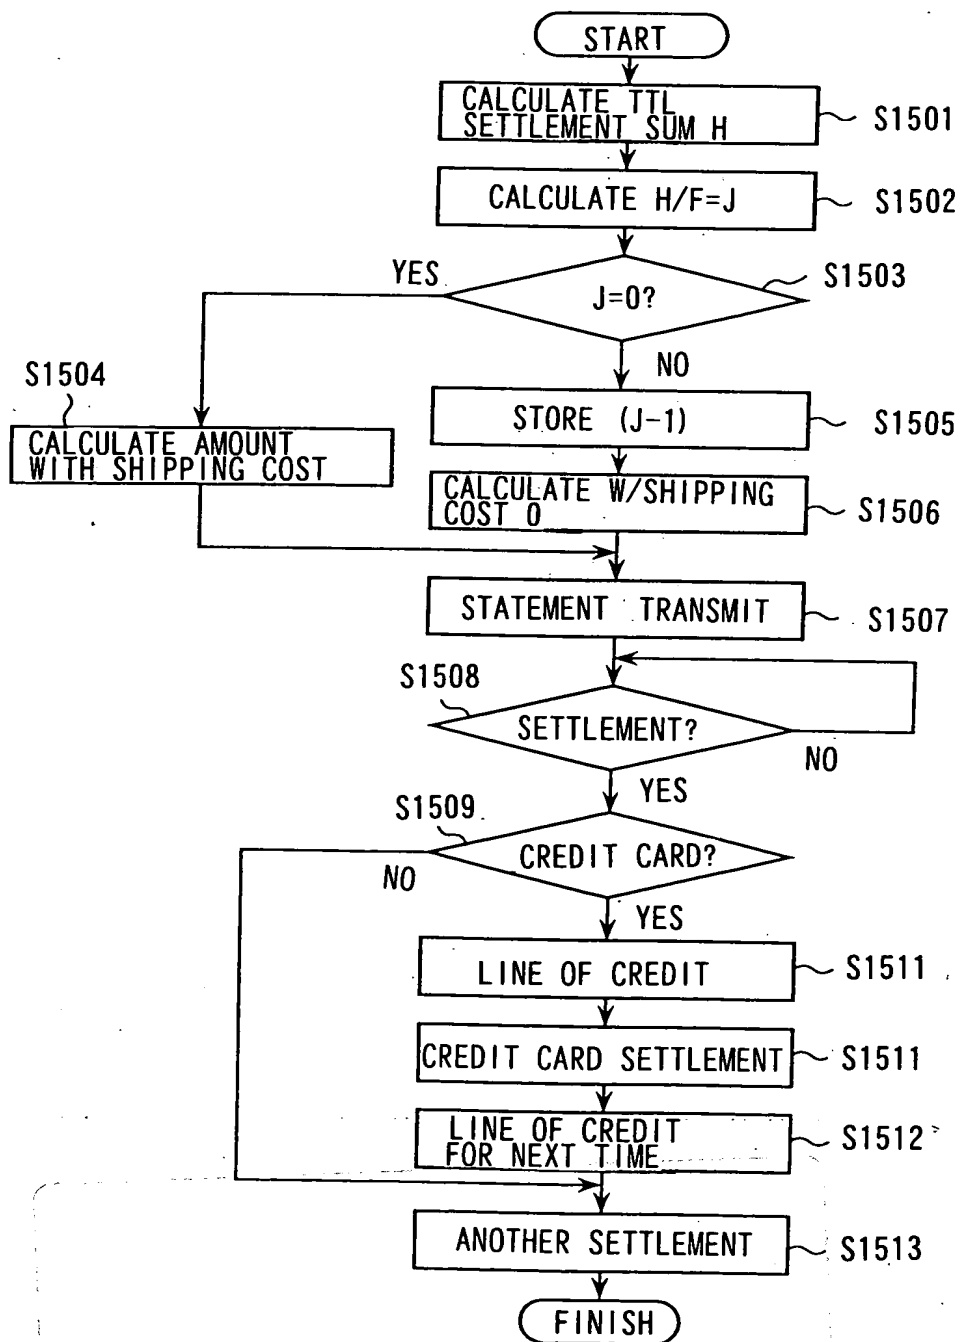 START
CALCULATE TTL
SETTLEMENT SUM H
S1501
CALCULATE H/F=J
S1502
YES
J=0?
S1503
NO
S1504
CALCULATE AMOUNT
WITH SHIPPING COST
STORE (J-1)
S1505
CALCULATE W/SHIPPING
COST 0
S1506
STATEMENT TRANSMIT
S1507
S1508
SETTLEMENT?
NO
YES
S1509
CREDIT CARD?
NO
YES
LINE OF CREDIT
S1511
CREDIT CARD SETTLEMENT
S1511
LINE OF CREDIT
FOR NEXT TIME
S1512
ANOTHER SETTLEMENT
S1513
FINISH